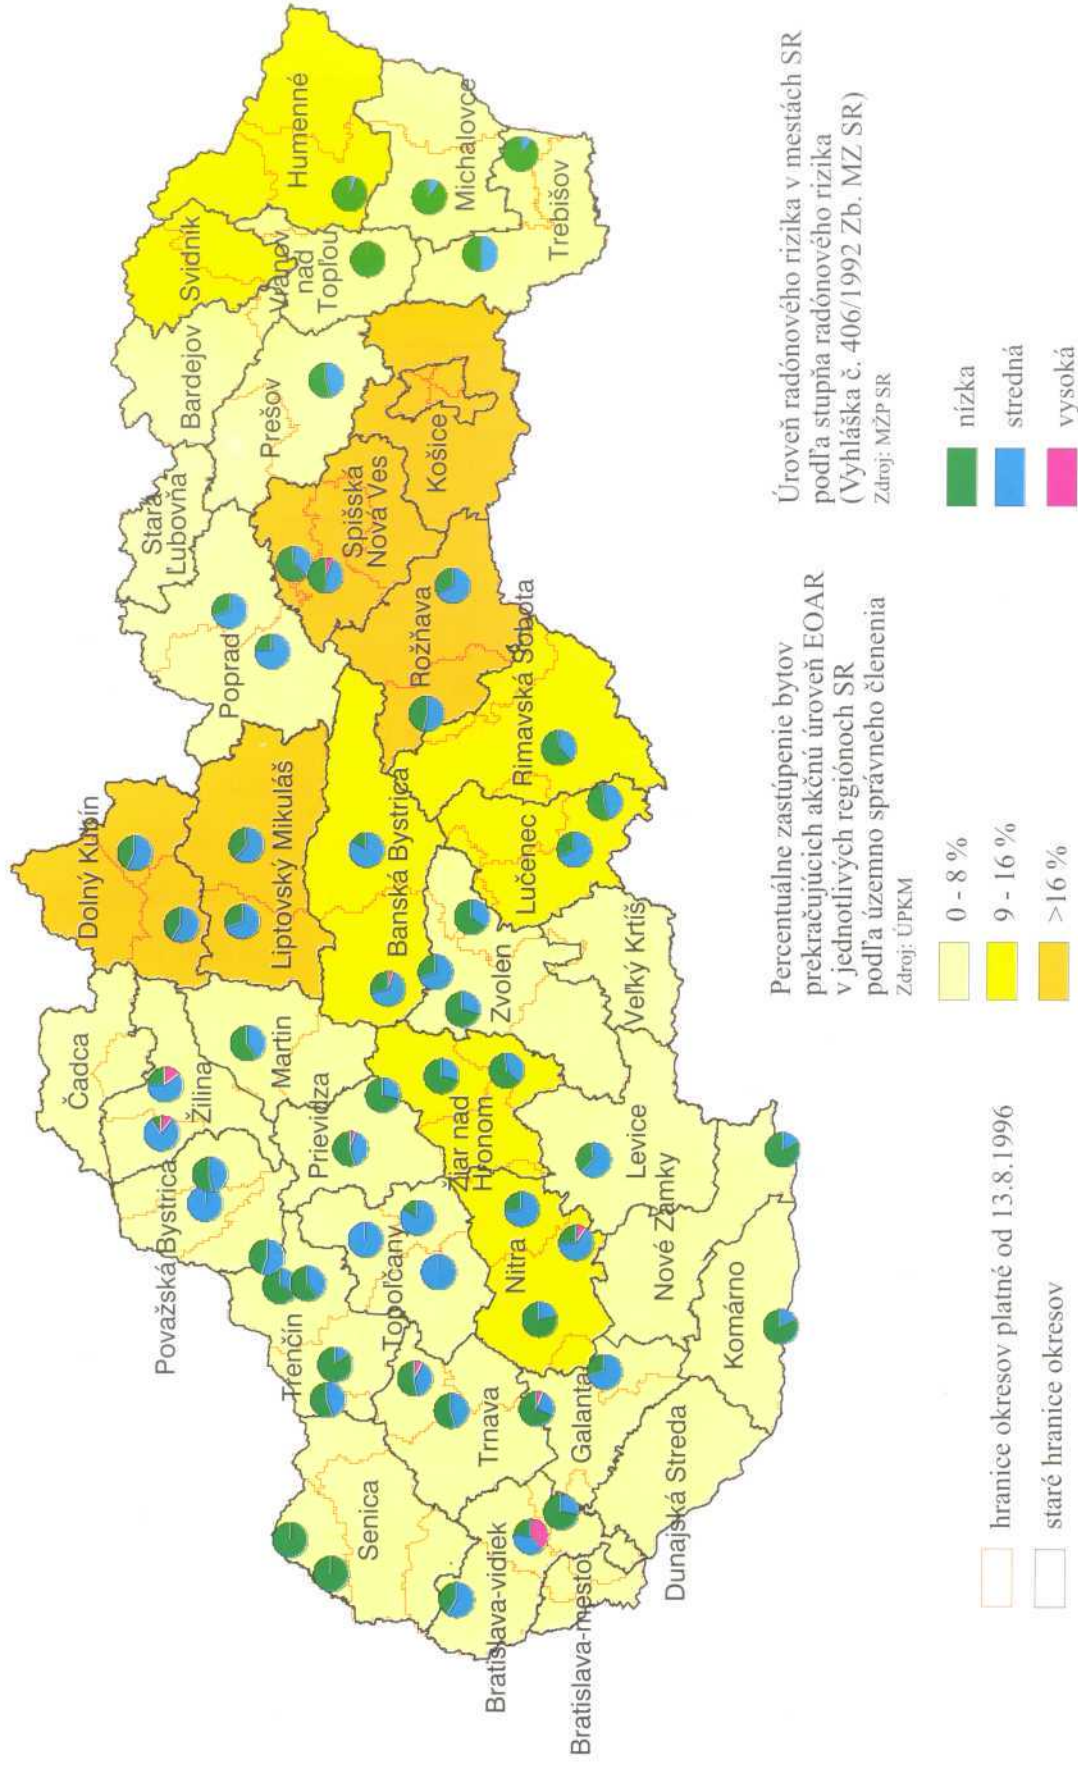 Čadca
Dolný Kubín
Žilina
Považská Bystrica
Martin
Liptovský Mikuláš
Poprad
Stará
Ľubovňa
Bardejov
Svidník
Humenné
Vranov
nad
Topľou
Prešov
Spišská
Nová Ves
Košice
Michalovce
Trebišov
Rožňava
Rimavská Sobota
Banská Bystrica
Lučenec
Zvolen
Veľký Krtíš
Prievidza
Žiar nad
Hronom
Trenčín
Topoľčany
Nitra
Levice
Nové Zámky
Komárno
Senica
Trnava
Galanta
Dunajská Streda
Bratislava-vidiek
Bratislava-mesto
hranice okresov platné od 13.8.1996
staré hranice okresov
Percentuálne zastúpenie bytov
prekračujúcich akčnú úroveň EOAR
v jednotlivých regiónoch SR
podľa územno správneho členenia
Zdroj: ÚPKM
0 - 8 %
9 - 16 %
>16 %
Úroveň radónového rizika v mestách SR
podľa stupňa radónového rizika
(Vyhláška č. 406/1992 Zb. MZ SR)
Zdroj: MŽP SR
nízka
stredná
vysoká